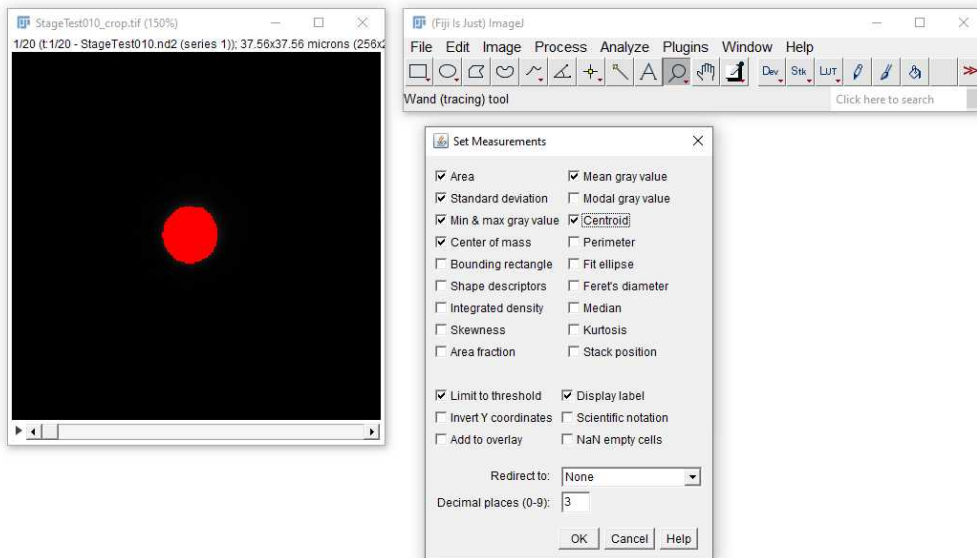 StageTest010_crop.tif (150%)
1/20 (t:1/20 - StageTest010.nd2 (series 1)); 37.56x37.56 microns (256x2
(Fiji Is Just) ImageJ
File Edit Image Process Analyze Plugins Window Help
Dev Stk LUT
Wand (tracing) tool
Click here to search
Set Measurements
Area Mean gray value
Standard deviation Modal gray value
Min & max gray value Centroid
Center of mass Perimeter
Bounding rectangle Fit ellipse
Shape descriptors Feret's diameter
Integrated density Median
Skewness Kurtosis
Area fraction Stack position
Limit to threshold Display label
Invert Y coordinates Scientific notation
Add to overlay NaN empty cells
Redirect to: None
Decimal places (0-9): 3
OK Cancel Help